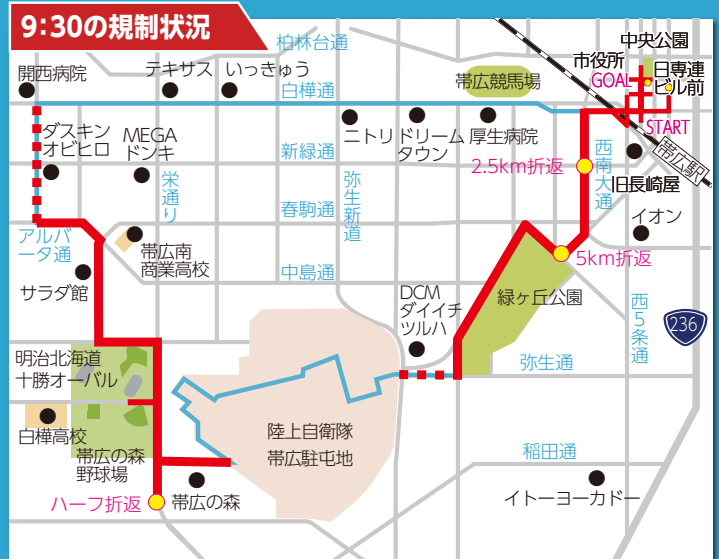 9:30の規制状況
柏林台通
中央公園
市役所
GOAL
日専連
ビル前
開西病院
テキサス
いっきゅう
白樺通
帯広競馬場
START
ダスキン
オビヒロ
MEGA
ドンキ
ニトリ
ドリーム
タウン
厚生病院
新緑通
2.5km折返
西南大通
帯広駅
旧長崎屋
栄通り
弥生新道
春駒通
イオン
アルバ
ータ通
帯広南
商業高校
5km折返
サラダ館
中島通
DCM
ダイイチ
ツルハ
緑ヶ丘公園
西5条通
236
明治北海道
十勝オーバル
弥生通
白樺高校
帯広の森
野球場
陸上自衛隊
帯広駐屯地
稲田通
ハーフ折返
帯広の森
イトーヨーカドー